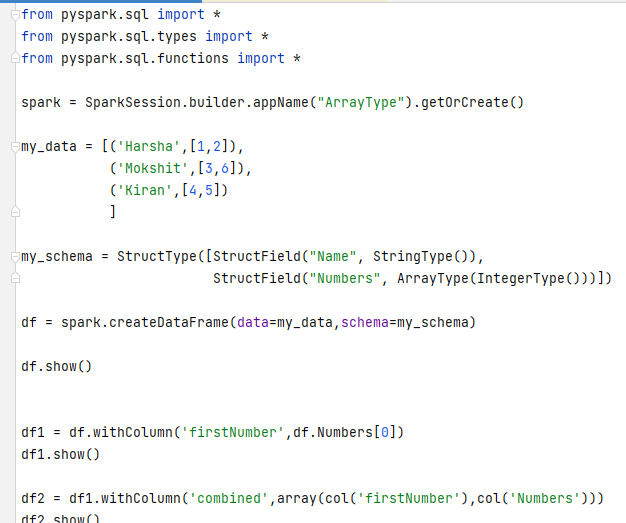 from pyspark.sql import *
from pyspark.sql.types import *
from pyspark.sql.functions import *
spark = SparkSession.builder.appName("ArrayType").getOrCreate()
my_data = [('Harsha',[1,2]),
('Mokshit',[3,6]),
('Kiran',[4,5])
]
my_schema = StructType([StructField("Name", StringType()),
StructField("Numbers", ArrayType(IntegerType()))])
df = spark.createDataFrame(data=my_data,schema=my_schema)
df.show()
df1 = df.withColumn('firstNumber',df.Numbers[0])
df1.show()
df2 = df1.withColumn('combined',array(col('firstNumber'),col('Numbers')))
df2.show()